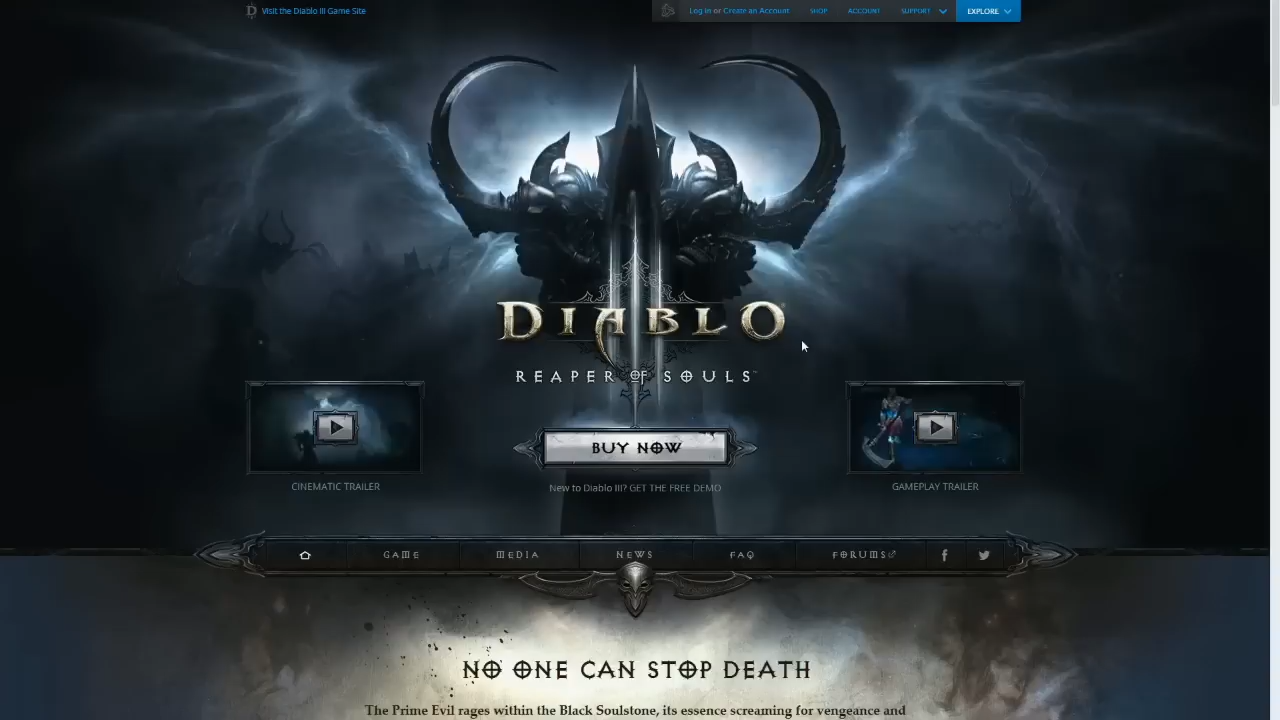 Visit the Diablo III Game Site
Log in or Create an Account
SHOP
ACCOUNT
SUPPORT
EXPLORE
DIABLO
REAPER OF SOULS™
CINEMATIC TRAILER
BUY NOW
New to Diablo III? GET THE FREE DEMO
GAMEPLAY TRAILER
GAME
MEDIA
NEWS
FAQ
FORUMS
NO ONE CAN STOP DEATH
The Prime Evil rages within the Black Soulstone, its essence screaming for vengeance and